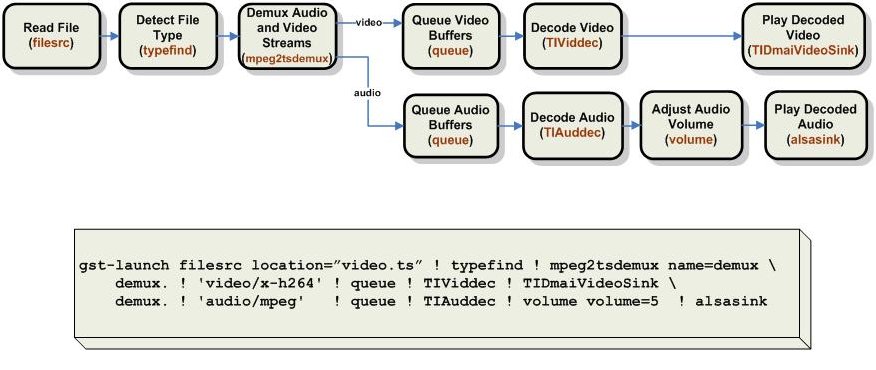 Read File
(filesrc)
Detect File
Type
(typefind)
Demux Audio
and Video
Streams
(mpeg2tsdemux)
video
audio
Queue Video
Buffers
(queue)
Decode Video
(TIViddec)
Play Decoded
Video
(TIDmaiVideoSink)
Queue Audio
Buffers
(queue)
Decode Audio
(TIAuddec)
Adjust Audio
Volume
(volume)
Play Decoded
Audio
(alsasink)
gst-launch filesrc location=”video.ts” ! typefind ! mpeg2tsdemux name=demux \
demux. ! 'video/x-h264' ! queue ! TIViddec ! TIDmaiVideoSink \
demux. ! 'audio/mpeg' ! queue ! TIAuddec ! volume volume=5 ! alsasink